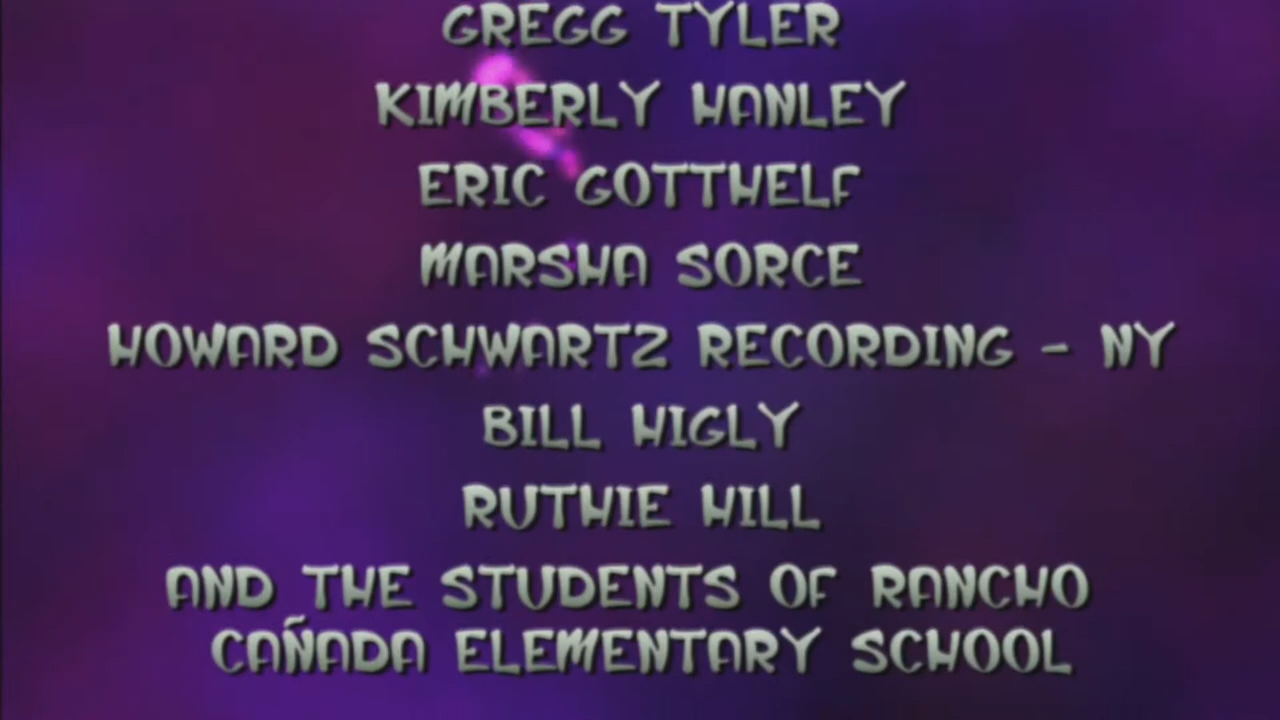 GREGG TYLER
KIMBERLY HANLEY
ERIC GOTTHELF
MARSHA SORCE
HOWARD SCHWARTZ RECORDING - NY
BILL HIGLY
RUTHIE HILL
AND THE STUDENTS OF RANCHO
CAÑADA ELEMENTARY SCHOOL